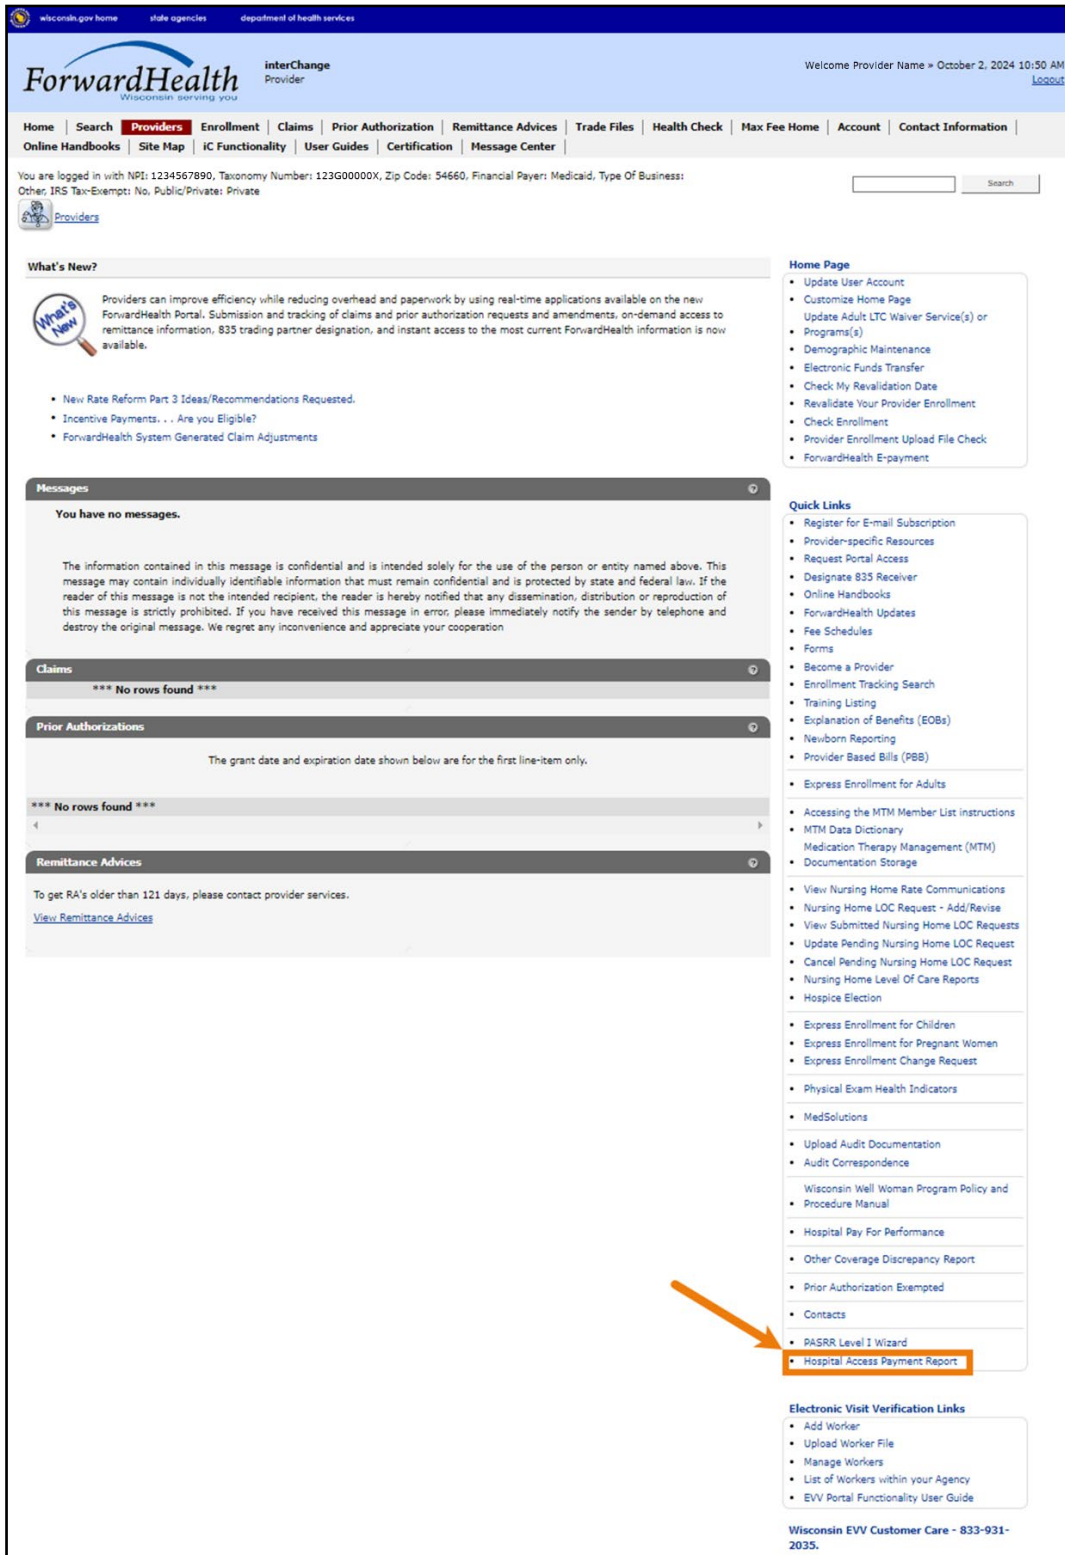 wisconsin.gov home state agencies department of health services
ForwardHealth
Wisconsin serving you
interChange
Provider
Welcome Provider Name » October 2, 2024 10:50 AM
Logout
Home | Search | Providers | Enrollment | Claims | Prior Authorization | Remittance Advices | Trade Files | Health Check | Max Fee Home | Account | Contact Information |
Online Handbooks | Site Map | iC Functionality | User Guides | Certification | Message Center |
You are logged in with NPI: 1234567890, Taxonomy Number: 123G00000X, Zip Code: 54660, Financial Payer: Medicaid, Type Of Business:
Other, IRS Tax-Exempt: No, Public/Private: Private
Search
Providers
What's New?
What's
New
Providers can improve efficiency while reducing overhead and paperwork by using real-time applications available on the new
ForwardHealth Portal. Submission and tracking of claims and prior authorization requests and amendments, on-demand access to
remittance information, 835 trading partner designation, and instant access to the most current ForwardHealth information is now
available.
• New Rate Reform Part 3 Ideas/Recommendations Requested.
• Incentive Payments. . . Are you Eligible?
• ForwardHealth System Generated Claim Adjustments
Messages
You have no messages.
The information contained in this message is confidential and is intended solely for the use of the person or entity named above. This
message may contain individually identifiable information that must remain confidential and is protected by state and federal law. If the
reader of this message is not the intended recipient, the reader is hereby notified that any dissemination, distribution or reproduction of
this message is strictly prohibited. If you have received this message in error, please immediately notify the sender by telephone and
destroy the original message. We regret any inconvenience and appreciate your cooperation
Claims
*** No rows found ***
Prior Authorizations
The grant date and expiration date shown below are for the first line-item only.
*** No rows found ***
Remittance Advices
To get RA's older than 121 days, please contact provider services.
View Remittance Advices
Home Page
• Update User Account
• Customize Home Page
Update Adult LTC Waiver Service(s) or
• Programs(s)
• Demographic Maintenance
• Electronic Funds Transfer
• Check My Revalidation Date
• Revalidate Your Provider Enrollment
• Check Enrollment
• Provider Enrollment Upload File Check
• ForwardHealth E-payment
Quick Links
• Register for E-mail Subscription
• Provider-specific Resources
• Request Portal Access
• Designate 835 Receiver
• Online Handbooks
• ForwardHealth Updates
• Fee Schedules
• Forms
• Become a Provider
• Enrollment Tracking Search
• Training Listing
• Explanation of Benefits (EOBs)
• Newborn Reporting
• Provider Based Bills (PBB)
• Express Enrollment for Adults
• Accessing the MTM Member List instructions
• MTM Data Dictionary
Medication Therapy Management (MTM)
• Documentation Storage
• View Nursing Home Rate Communications
• Nursing Home LOC Request - Add/Revise
• View Submitted Nursing Home LOC Requests
• Update Pending Nursing Home LOC Request
• Cancel Pending Nursing Home LOC Request
• Nursing Home Level Of Care Reports
• Hospice Election
• Express Enrollment for Children
• Express Enrollment for Pregnant Women
• Express Enrollment Change Request
• Physical Exam Health Indicators
• MedSolutions
• Upload Audit Documentation
• Audit Correspondence
Wisconsin Well Woman Program Policy and
• Procedure Manual
• Hospital Pay For Performance
• Other Coverage Discrepancy Report
• Prior Authorization Exempted
• Contacts
• PASRR Level I Wizard
• Hospital Access Payment Report
Electronic Visit Verification Links
• Add Worker
• Upload Worker File
• Manage Workers
• List of Workers within your Agency
• EVV Portal Functionality User Guide
Wisconsin EVV Customer Care - 833-931-
2035.